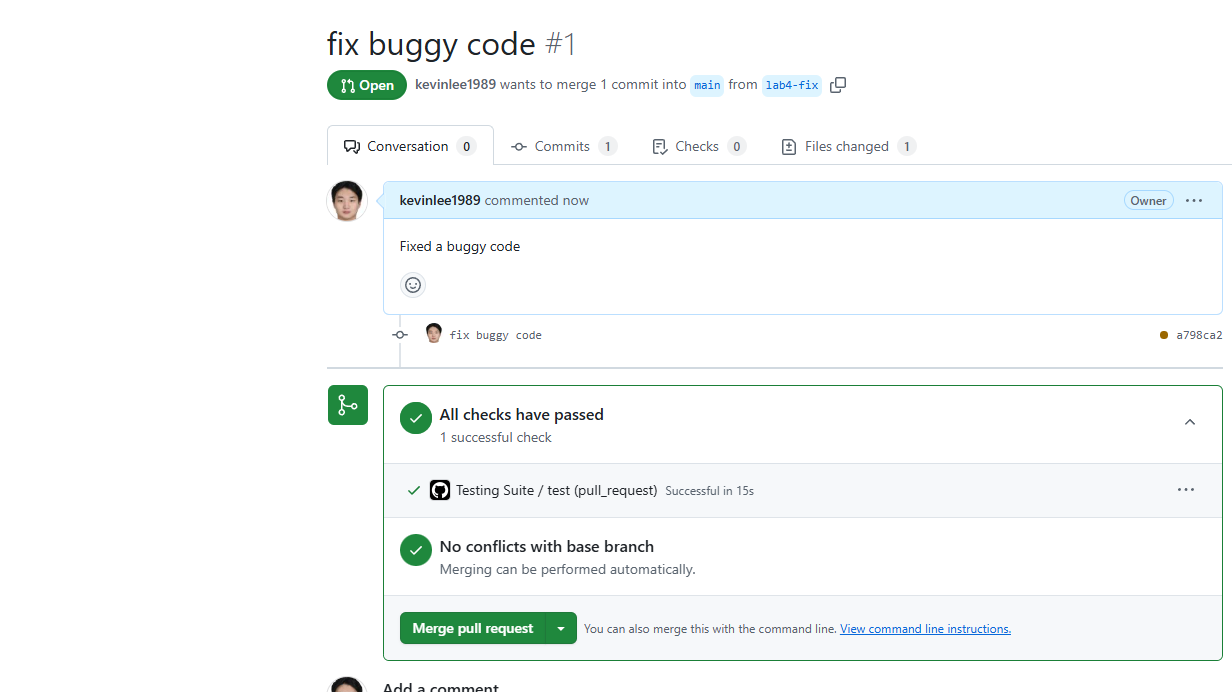 fix buggy code #1
Open kevinlee1989 wants to merge 1 commit into main from lab4-fix
Conversation 0 Commits 1 Checks 0 Files changed 1
kevinlee1989 commented now Owner ...
Fixed a buggy code
fix buggy code a798ca2
All checks have passed
1 successful check
Testing Suite / test (pull_request) Successful in 15s ...
No conflicts with base branch
Merging can be performed automatically.
Merge pull request You can also merge this with the command line. View command line instructions.
Add a comment